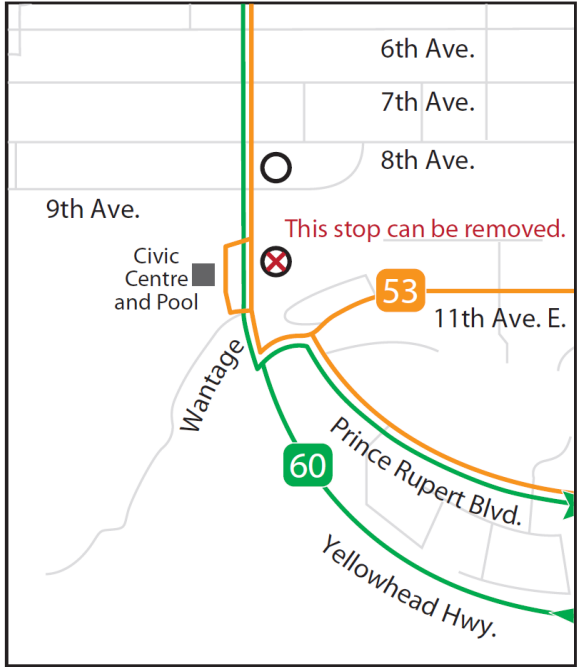 6th Ave.
7th Ave.
8th Ave.
9th Ave.
This stop can be removed.
Civic
Centre
and Pool
53
11th Ave. E.
Wantage
Prince Rupert Blvd.
60
Yellowhead Hwy.